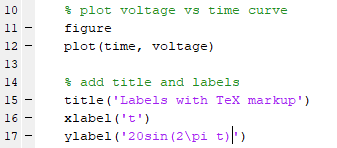 10 % plot voltage vs time curve
11 – figure
12 – plot(time, voltage)
13
14 % add title and labels
15 – title('Labels with TeX markup')
16 – xlabel('t')
17 – ylabel('20sin(2\pi t)')